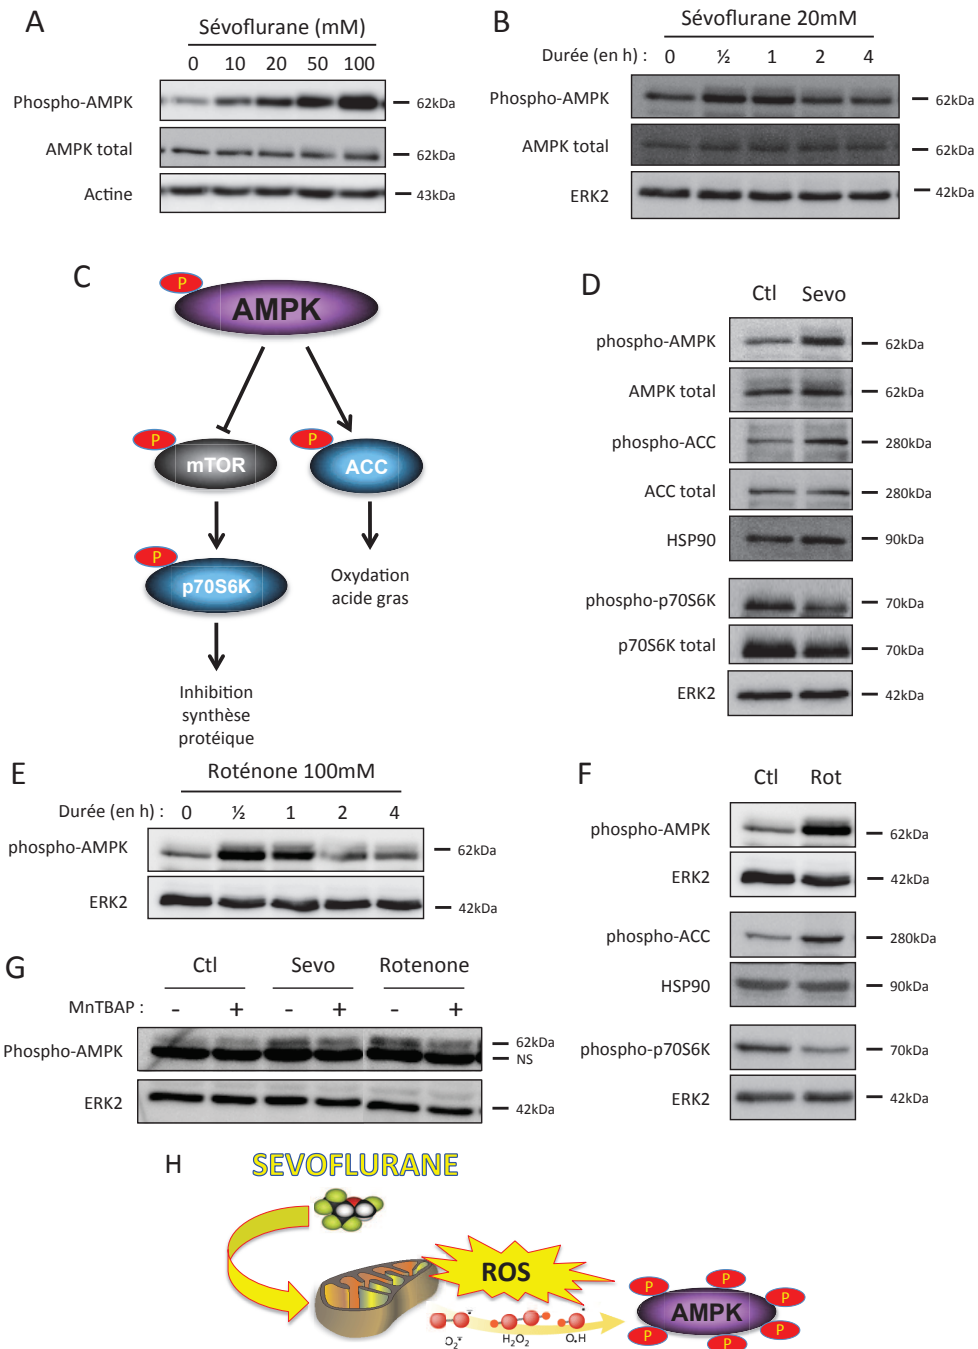 A
Sévoflurane (mM)
0 10 20 50 100
Phospho-AMPK
62kDa
AMPK total
62kDa
Actine
43kDa
B
Sévoflurane 20mM
Durée (en h) : 0 ½ 1 2 4
Phospho-AMPK
62kDa
AMPK total
62kDa
ERK2
42kDa
C
P
AMPK
P
mTOR
P
ACC
P
p70S6K
Oxydation
acide gras
Inhibition
synthèse
protéique
D
Ctl Sevo
phospho-AMPK
62kDa
AMPK total
62kDa
phospho-ACC
280kDa
ACC total
280kDa
HSP90
90kDa
phospho-p70S6K
70kDa
p70S6K total
70kDa
ERK2
42kDa
E
Roténone 100mM
Durée (en h) : 0 ½ 1 2 4
phospho-AMPK
62kDa
ERK2
42kDa
F
Ctl Rot
phospho-AMPK
62kDa
ERK2
42kDa
phospho-ACC
280kDa
HSP90
90kDa
phospho-p70S6K
70kDa
ERK2
42kDa
G
Ctl Sevo Rotenone
MnTBAP : - + - + - +
Phospho-AMPK
62kDa
NS
ERK2
42kDa
H
SEVOFLURANE
ROS
H₂O₂
P P P
AMPK
P P P